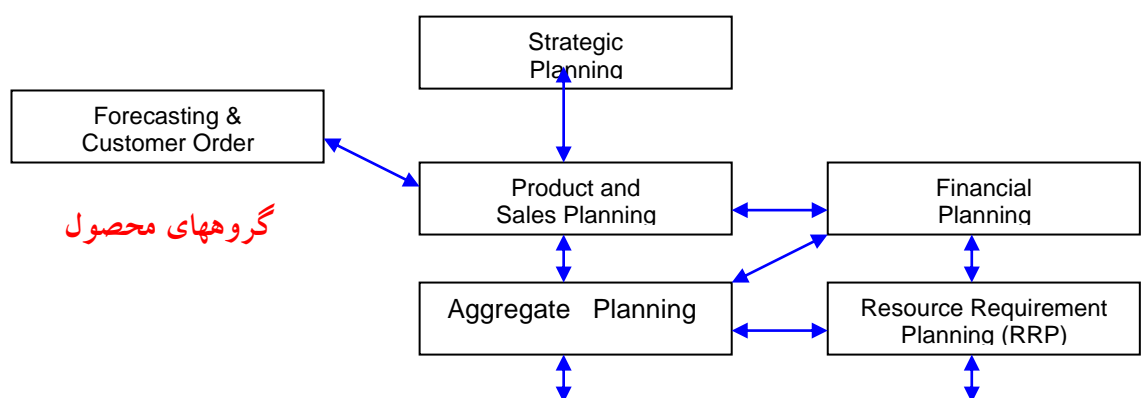 Strategic
Planning
Forecasting &
Customer Order
Product and
Sales Planning
Financial
Planning
گروههای محصول
Aggregate Planning
Resource Requirement
Planning (RRP)